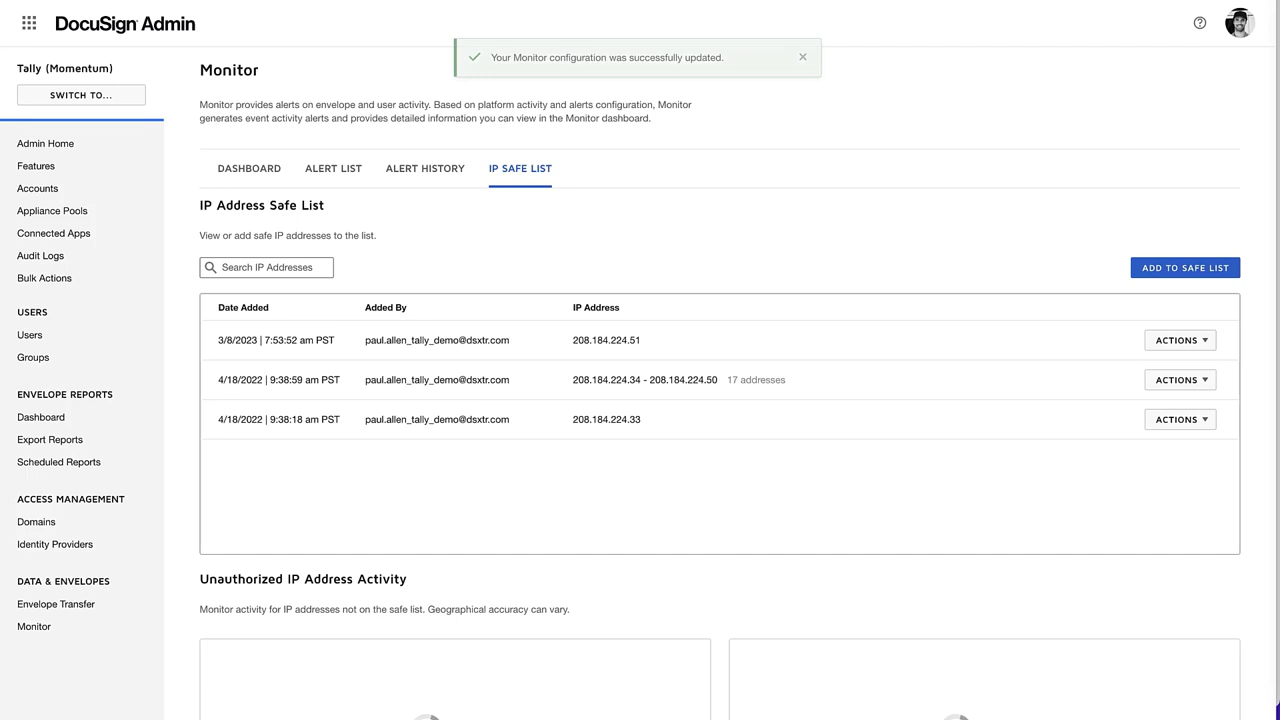 DocuSign Admin
Your Monitor configuration was successfully updated.
Tally (Momentum)
SWITCH TO...
Admin Home
Features
Accounts
Appliance Pools
Connected Apps
Audit Logs
Bulk Actions
USERS
Users
Groups
ENVELOPE REPORTS
Dashboard
Export Reports
Scheduled Reports
ACCESS MANAGEMENT
Domains
Identity Providers
DATA & ENVELOPES
Envelope Transfer
Monitor
Monitor
Monitor provides alerts on envelope and user activity. Based on platform activity and alerts configuration, Monitor
generates event activity alerts and provides detailed information you can view in the Monitor dashboard.
DASHBOARD ALERT LIST ALERT HISTORY IP SAFE LIST
IP Address Safe List
View or add safe IP addresses to the list.
Search IP Addresses
ADD TO SAFE LIST
Date Added Added By IP Address
3/8/2023 | 7:53:52 am PST paul.allen_tally_demo@dsxtr.com 208.184.224.51 ACTIONS
4/18/2022 | 9:38:59 am PST paul.allen_tally_demo@dsxtr.com 208.184.224.34 - 208.184.224.50 17 addresses ACTIONS
4/18/2022 | 9:38:18 am PST paul.allen_tally_demo@dsxtr.com 208.184.224.33 ACTIONS
Unauthorized IP Address Activity
Monitor activity for IP addresses not on the safe list. Geographical accuracy can vary.